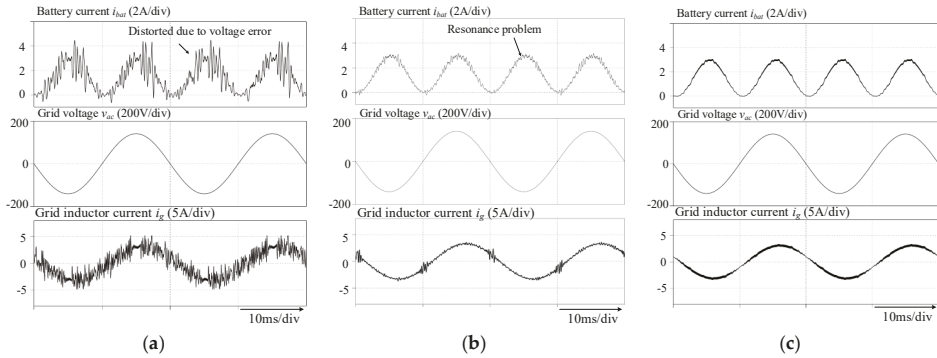 Battery current i_bat (2A/div)
Distorted due to voltage error
4
2
0
Grid voltage v_ac (200V/div)
200
0
-200
Grid inductor current i_g (5A/div)
5
0
-5
10ms/div
(a)
Battery current i_bat (2A/div)
Resonance problem
4
2
0
Grid voltage v_ac (200V/div)
200
0
-200
Grid inductor current i_g (5A/div)
5
0
-5
10ms/div
(b)
Battery current i_bat (2A/div)
4
2
0
Grid voltage v_ac (200V/div)
200
0
-200
Grid inductor current i_g (5A/div)
5
0
-5
10ms/div
(c)